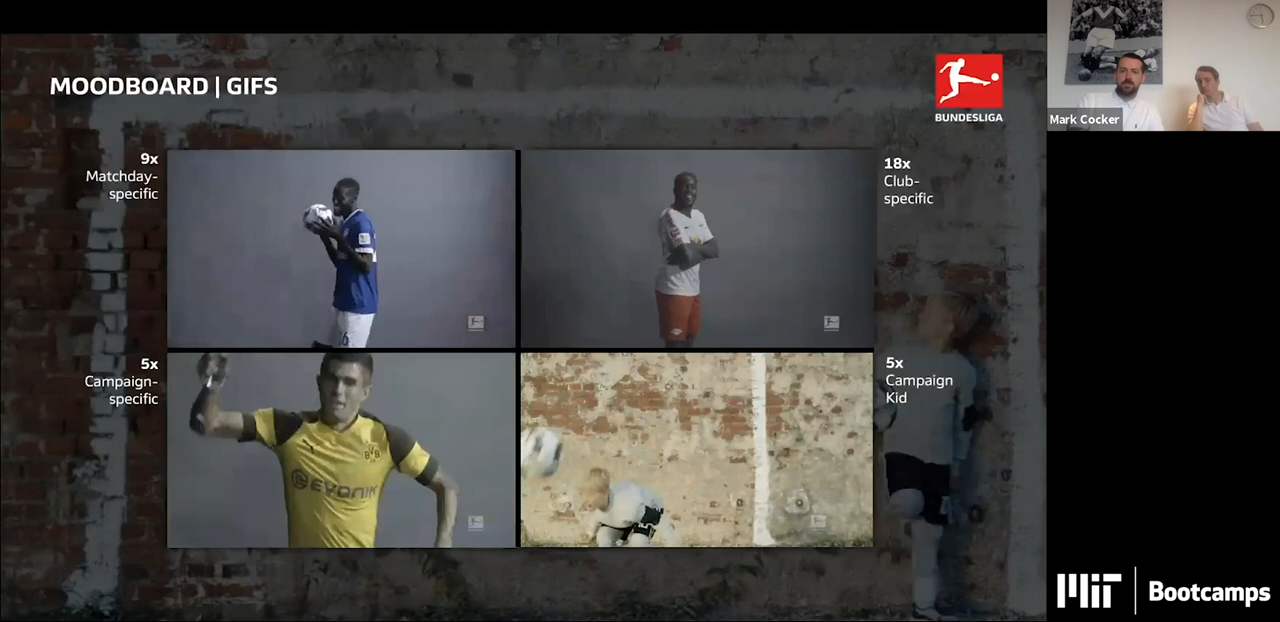 MOODBOARD | GIFS
BUNDESLIGA
Mark Cocker
9x
Matchday-
specific
18x
Club-
specific
5x
Campaign-
specific
BVB
EVONIK
5x
Campaign
Kid
MIT
Bootcamps